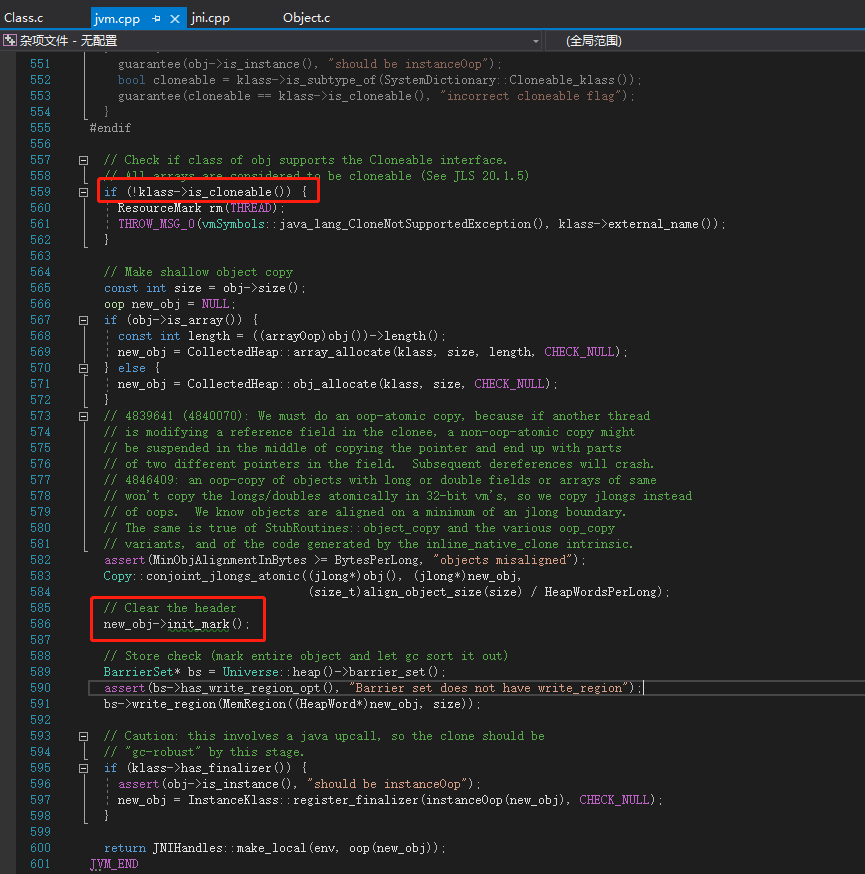 Class.c
jvm.cpp
jni.cpp
Object.c
杂项文件 - 无配置
(全局范围)
551 guarantee(obj->is_instance(), "should be instanceOop");
552 bool cloneable = klass->is_subtype_of(SystemDictionary::Cloneable_klass());
553 guarantee(cloneable == klass->is_cloneable(), "incorrect cloneable flag");
554 }
555 #endif
556
557 // Check if class of obj supports the Cloneable interface.
558 // All arrays are considered to be cloneable (See JLS 20.1.5)
559 if (!klass->is_cloneable()) {
560 ResourceMark rm(THREAD);
561 THROW_MSG_0(vmSymbols::java_lang_CloneNotSupportedException(), klass->external_name());
562 }
563
564 // Make shallow object copy
565 const int size = obj->size();
566 oop new_obj = NULL;
567 if (obj->is_array()) {
568 const int length = ((arrayOop)obj())->length();
569 new_obj = CollectedHeap::array_allocate(klass, size, length, CHECK_NULL);
570 } else {
571 new_obj = CollectedHeap::obj_allocate(klass, size, CHECK_NULL);
572 }
573 // 4839641 (4840070): We must do an oop-atomic copy, because if another thread
574 // is modifying a reference field in the clonee, a non-oop-atomic copy might
575 // be suspended in the middle of copying the pointer and end up with parts
576 // of two different pointers in the field.  Subsequent dereferences will crash.
577 // 4846409: an oop-copy of objects with long or double fields or arrays of same
578 // won't copy the longs/doubles atomically in 32-bit vm's, so we copy jlongs instead
579 // of oops.  We know objects are aligned on a minimum of an jlong boundary.
580 // The same is true of StubRoutines::object_copy and the various oop_copy
581 // variants, and of the code generated by the inline_native_clone intrinsic.
582 assert(MinObjAlignmentInBytes >= BytesPerLong, "objects misaligned");
583 Copy::conjoint_jlongs_atomic((jlong*)obj(), (jlong*)new_obj,
584 (size_t)align_object_size(size) / HeapWordsPerLong);
585 // Clear the header
586 new_obj->init_mark();
587
588 // Store check (mark entire object and let gc sort it out)
589 BarrierSet* bs = Universe::heap()->barrier_set();
590 assert(bs->has_write_region_opt(), "Barrier set does not have write_region");
591 bs->write_region(MemRegion((HeapWord*)new_obj, size));
592
593 // Caution: this involves a java upcall, so the clone should be
594 // "gc-robust" by this stage.
595 if (klass->has_finalizer()) {
596 assert(obj->is_instance(), "should be instanceOop");
597 new_obj = InstanceKlass::register_finalizer(instanceOop(new_obj), CHECK_NULL);
598 }
599
600 return JNIHandles::make_local(env, oop(new_obj));
601 JVM_END